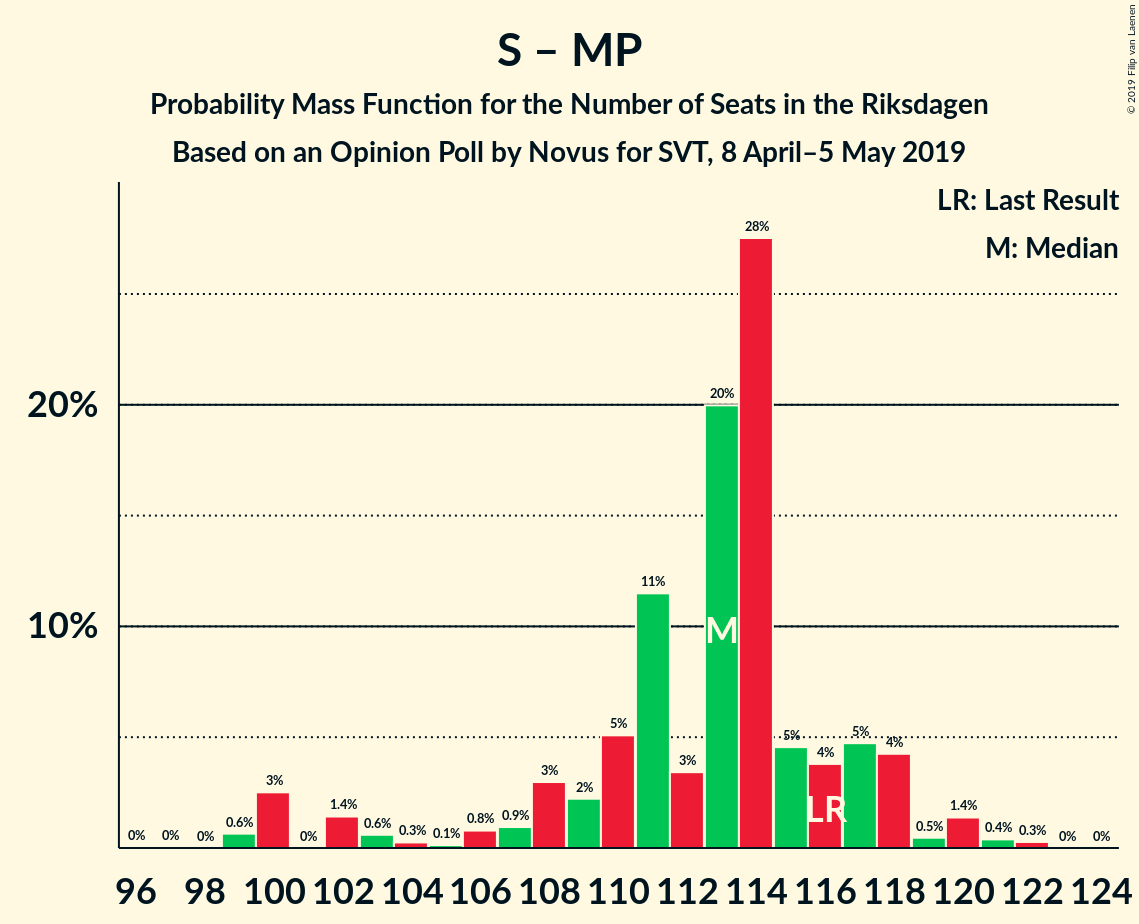 S – MP
Probability Mass Function for the Number of Seats in the Riksdagen
Based on an Opinion Poll by Novus for SVT, 8 April–5 May 2019
© 2019 Filip van Laenen
LR: Last Result
M: Median
20%
10%
0% 0% 0% 0.6% 3% 0% 1.4% 0.6% 0.3% 0.1% 0.8% 0.9% 3% 2% 5% 11% 3% 20% 28% 5% 4% 5% 4% 0.5% 1.4% 0.4% 0.3% 0% 0%
M
LR
96 98 100 102 104 106 108 110 112 114 116 118 120 122 124